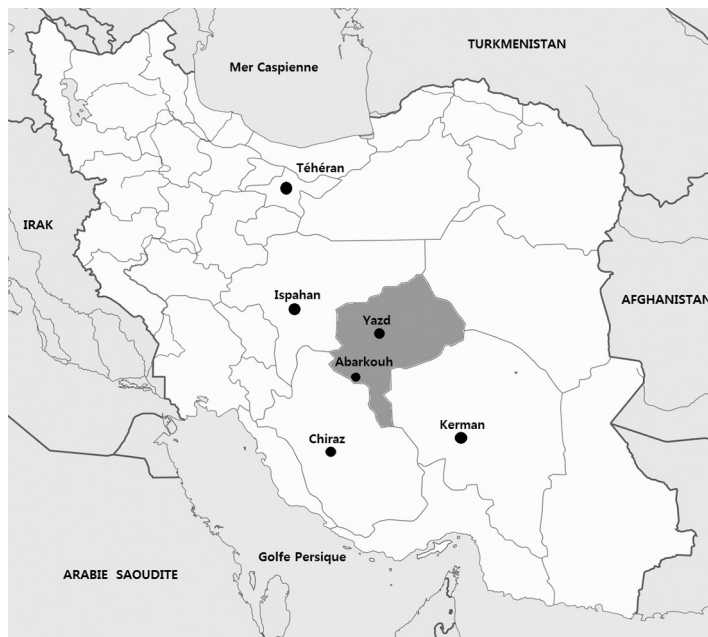 TURKMENISTAN
Mer Caspienne
Téhéran
IRAK
Ispahan
AFGHANISTAN
Yazd
Abarkouh
Kerman
Chiraz
Golfe Persique
ARABIE SAOUDITE